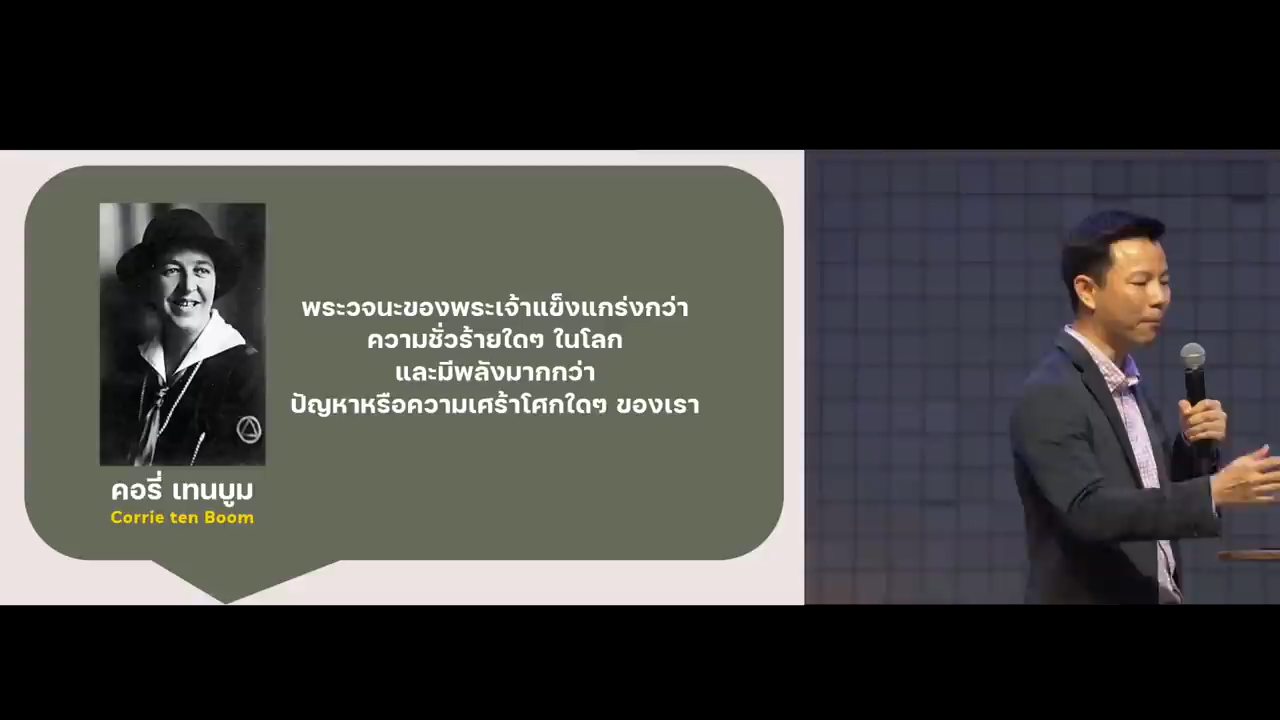 พระวจนะของพระเจ้าแข็งแกร่งกว่า
ความชั่วร้ายใดๆ ในโลก
และมีพลังมากกว่า
ปัญหาหรือความเศร้าโศกใดๆ ของเรา
คอรี่ เทนบูม
Corrie ten Boom